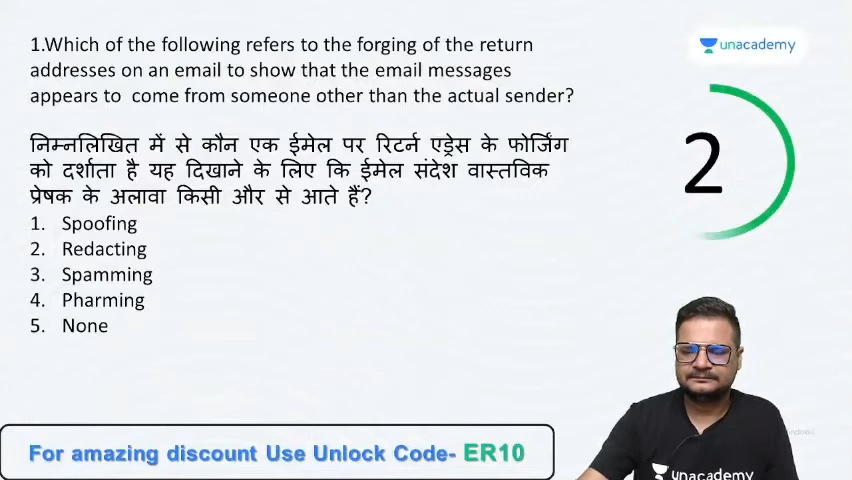 1.Which of the following refers to the forging of the return
addresses on an email to show that the email messages
appears to come from someone other than the actual sender?
निम्नलिखित में से कौन एक ईमेल पर रिटर्न एड्रेस के फोर्जिंग
को दर्शाता है यह दिखाने के लिए कि ईमेल संदेश वास्तविक
प्रेषक के अलावा किसी और से आते हैं?
1. Spoofing
2. Redacting
3. Spamming
4. Pharming
5. None
unacademy
2
For amazing discount Use Unlock Code- ER10
unacademy